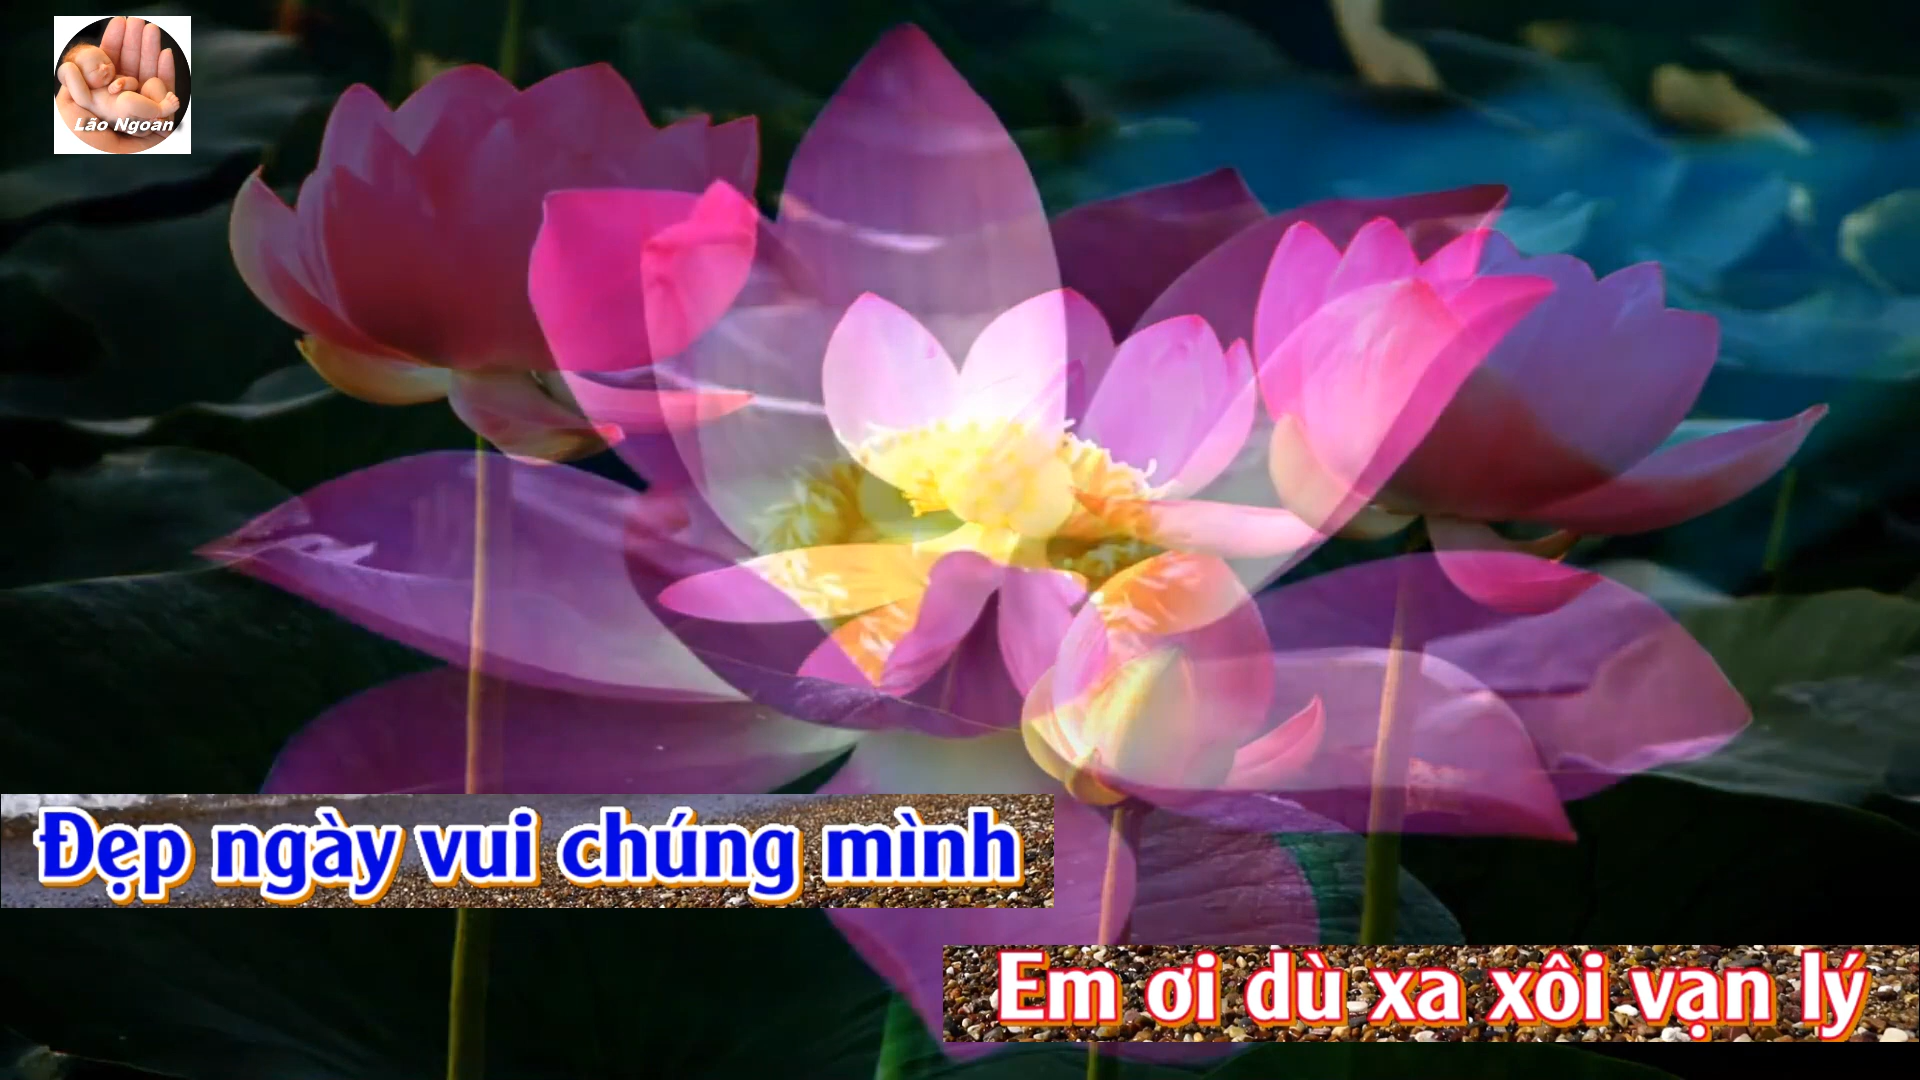 Lão Ngoan
Đẹp ngày vui chúng mình
Em ơi dù xa xôi vạn lý